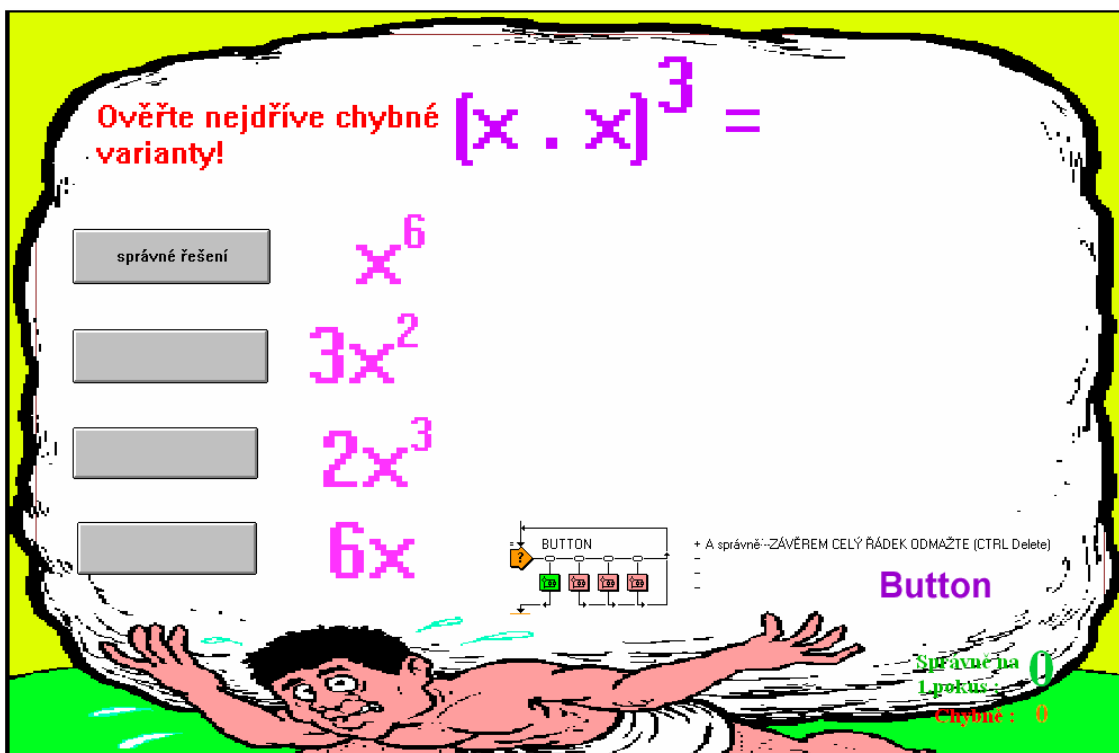 Ověřte nejdříve chybné
varianty!
(x . x)³ =
správné řešení
x⁶
3x²
2x³
6x
BUTTON
?
+ A správně--ZÁVĚREM CELÝ ŘÁDEK ODMAŽTE (CTRL Delete)
Button
Správně na
1.pokus : 0
Chybně : 0